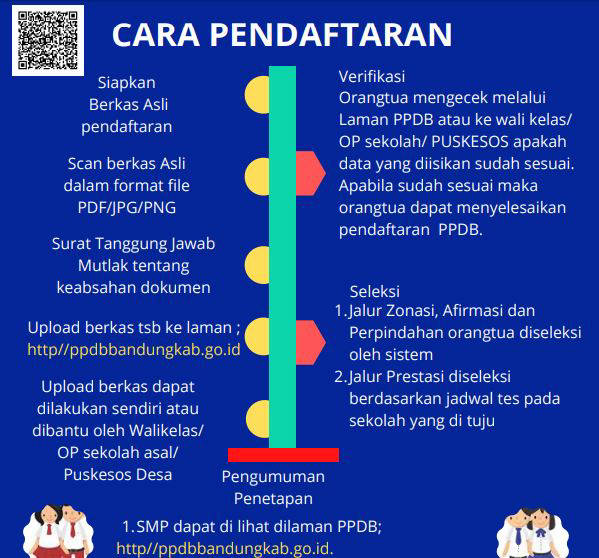 CARA PENDAFTARAN
Siapkan
Berkas Asli
pendaftaran
Scan berkas Asli
dalam format file
PDF/JPG/PNG
Surat Tanggung Jawab
Mutlak tentang
keabsahan dokumen
Upload berkas tsb ke laman ;
http//ppdbbandungkab.go.id
Upload berkas dapat
dilakukan sendiri atau
dibantu oleh Walikelas/
OP sekolah asal/
Puskesos Desa
Verifikasi
Orangtua mengecek melalui
Laman PPDB atau ke wali kelas/
OP sekolah/ PUSKESOS apakah
data yang diisikan sudah sesuai.
Apabila sudah sesuai maka
orangtua dapat menyelesaikan
pendaftaran PPDB.
Seleksi
1.Jalur Zonasi, Afirmasi dan
Perpindahan orangtua diseleksi
oleh sistem
2.Jalur Prestasi diseleksi
berdasarkan jadwal tes pada
sekolah yang di tuju
Pengumuman
Penetapan
1.SMP dapat di lihat dilaman PPDB;
http//ppdbbandungkab.go.id.